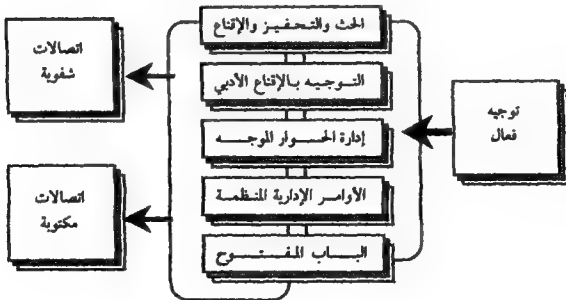 توجيه
فعال
الحث والتحفيز والإقناع
التوجيه بالإقناع الأدبي
إدارة الحوار الموجه
الأوامر الإدارية المنظمة
الباب المفتوح
اتصالات
شفوية
اتصالات
مكتوبة